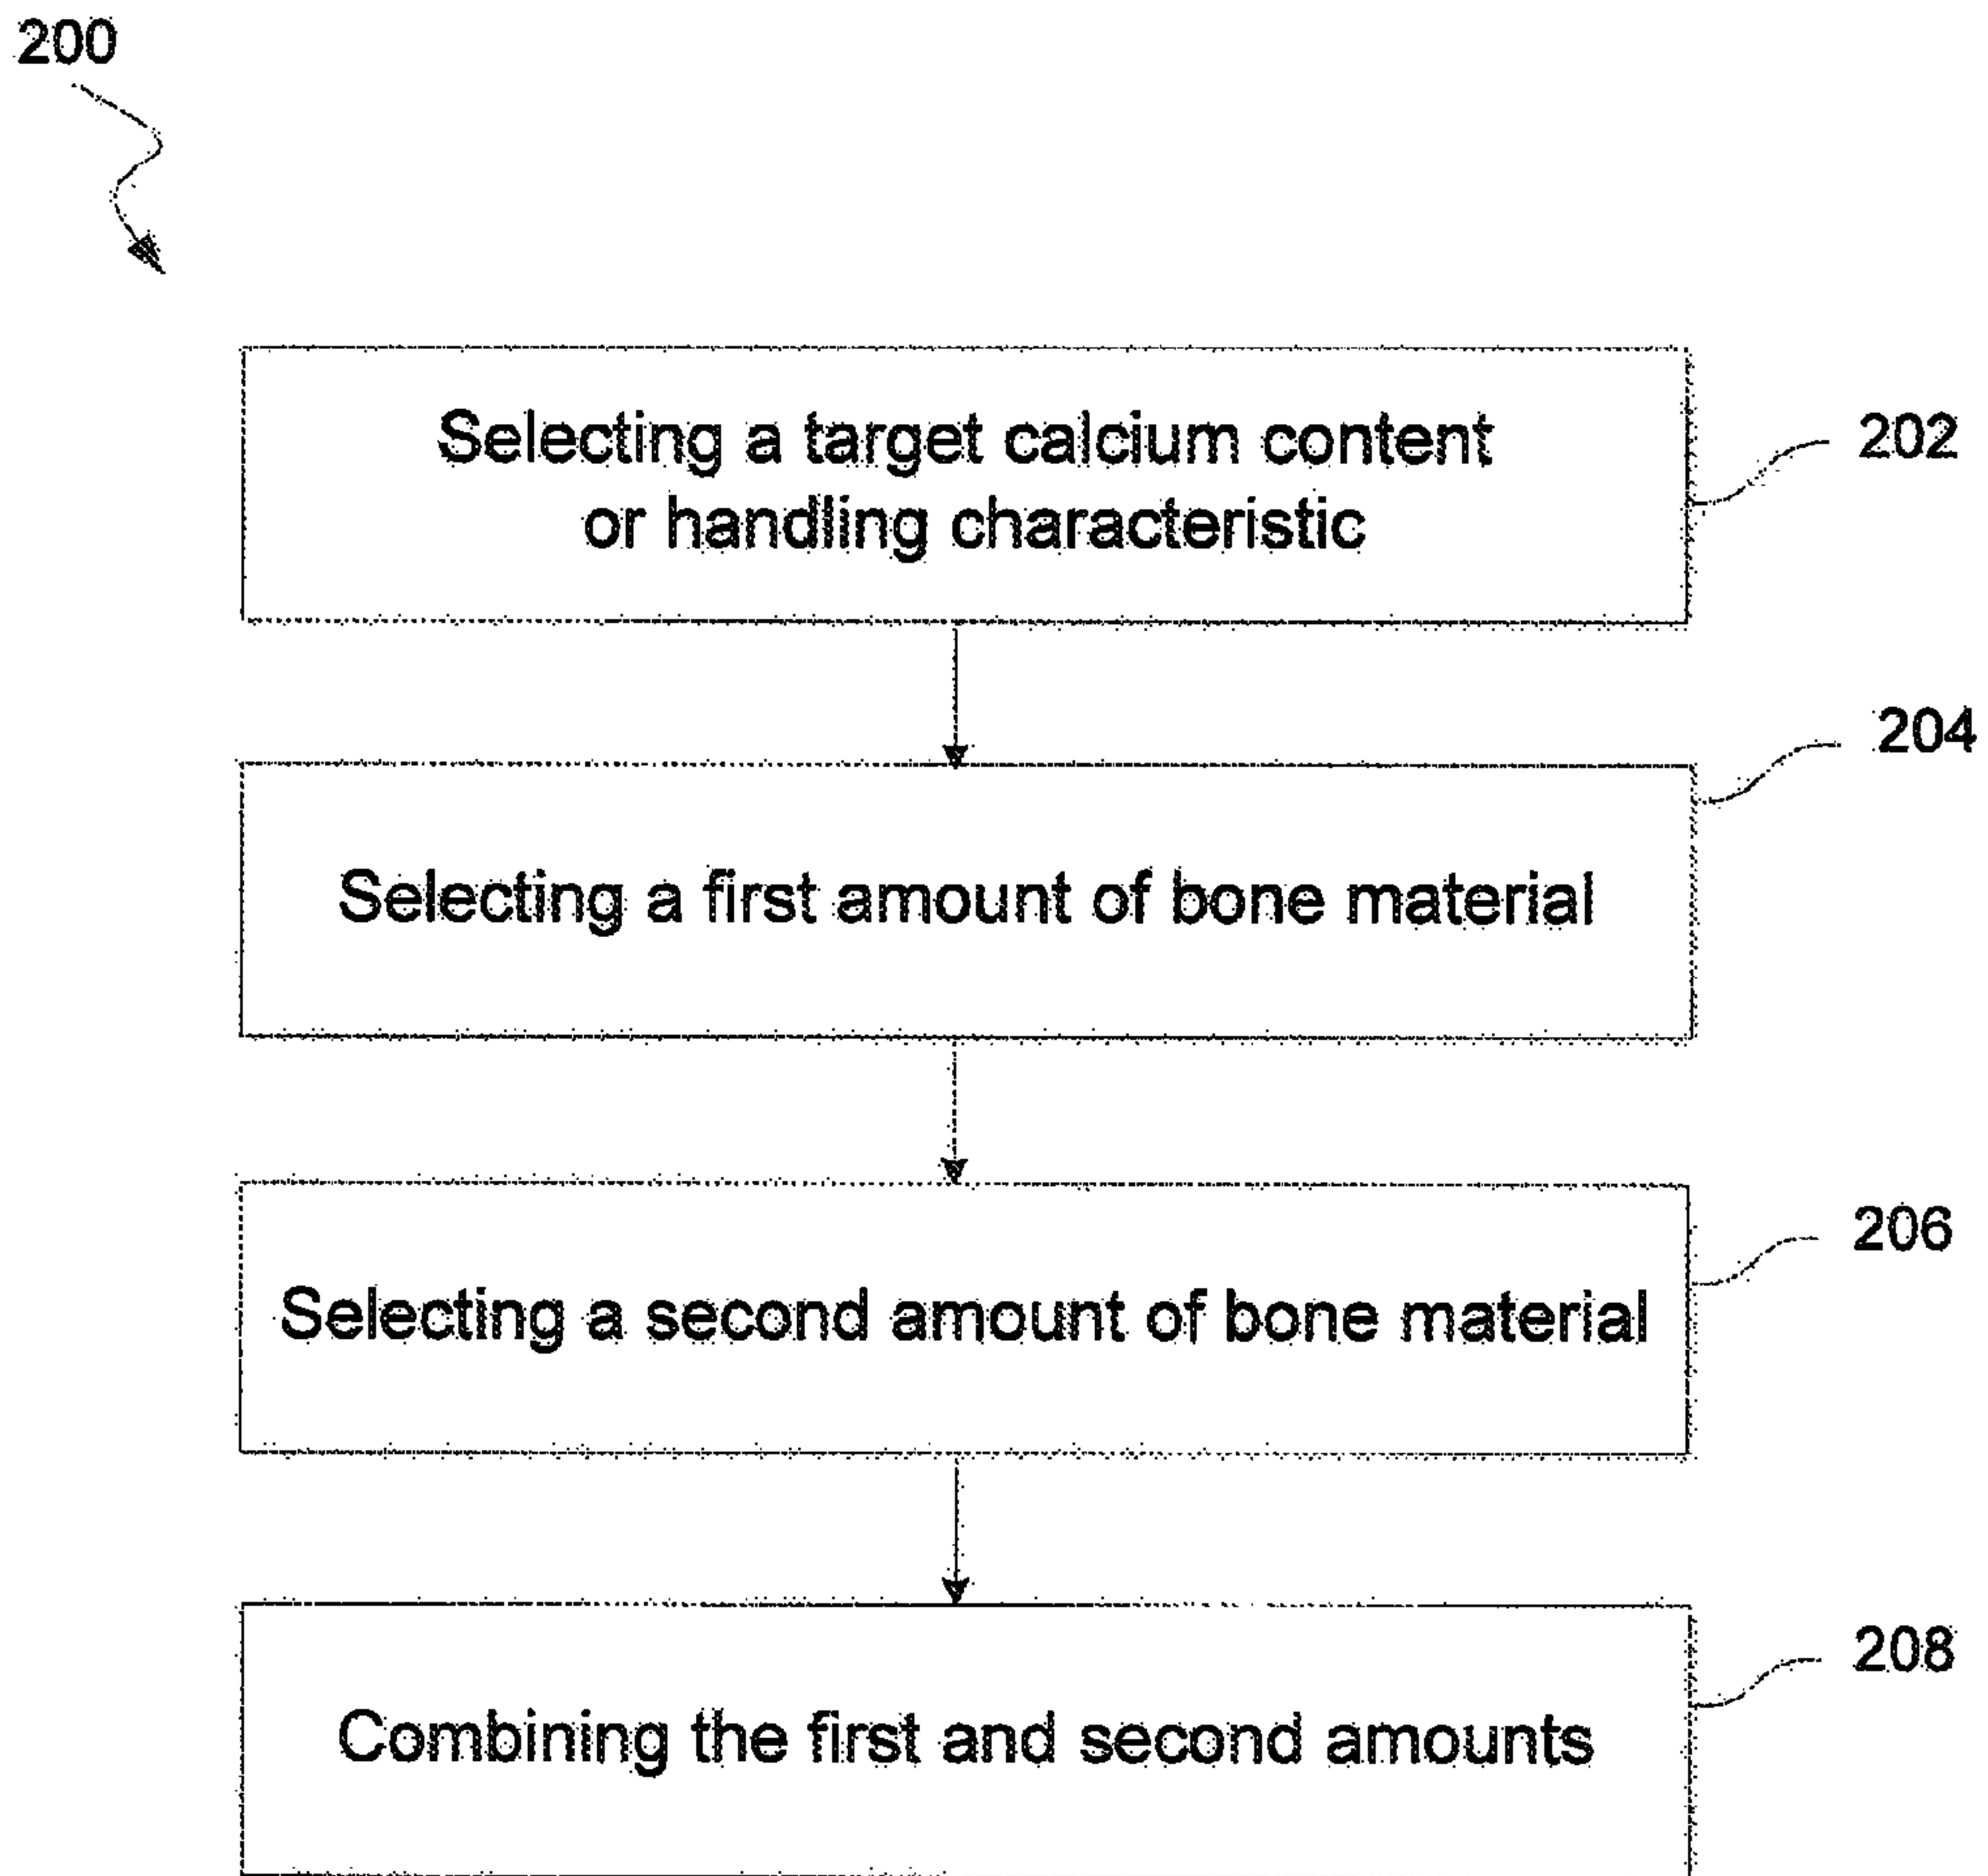 200
Selecting a target calcium content
or handling characteristic
202
204
Selecting a first amount of bone material
206
Selecting a second amount of bone material
208
Combining the first and second amounts